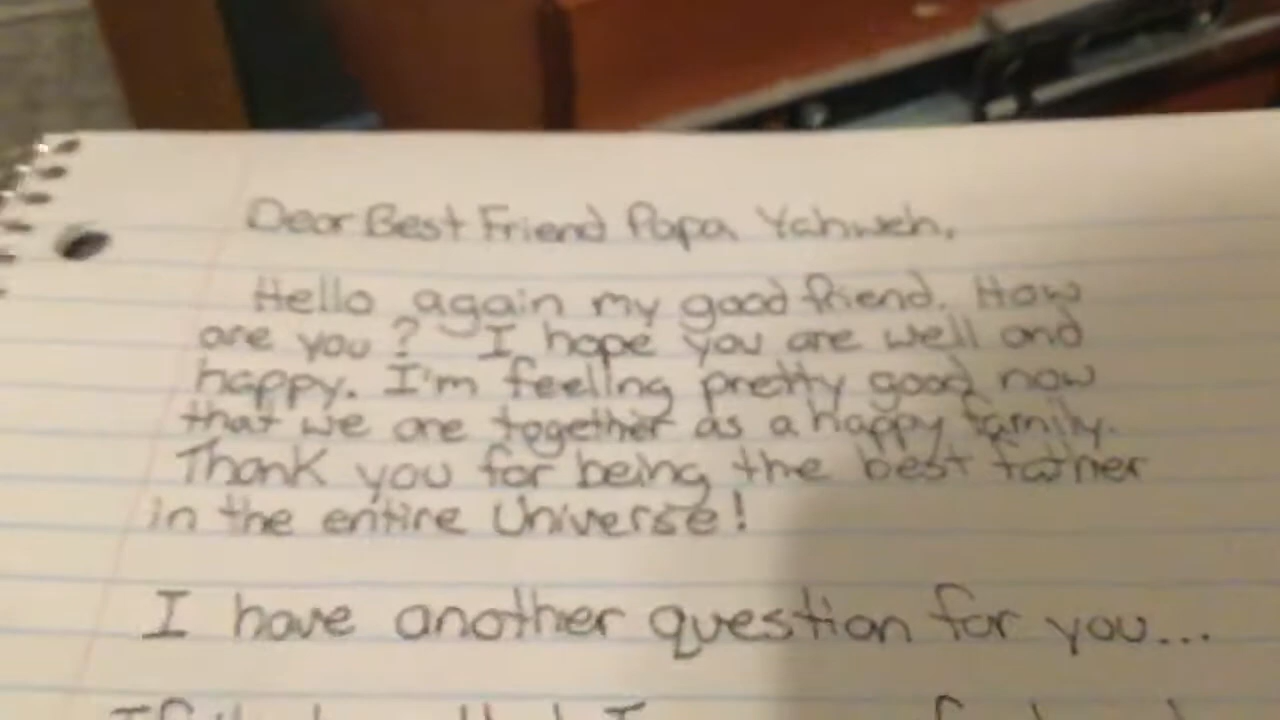 Dear Best Friend Papa Yahweh,
Hello again my good friend. How
are you? I hope you are well and
happy. I'm feeling pretty good now
that we are together as a happy family.
Thank you for being the best father
in the entire Universe!
I have another question for you...